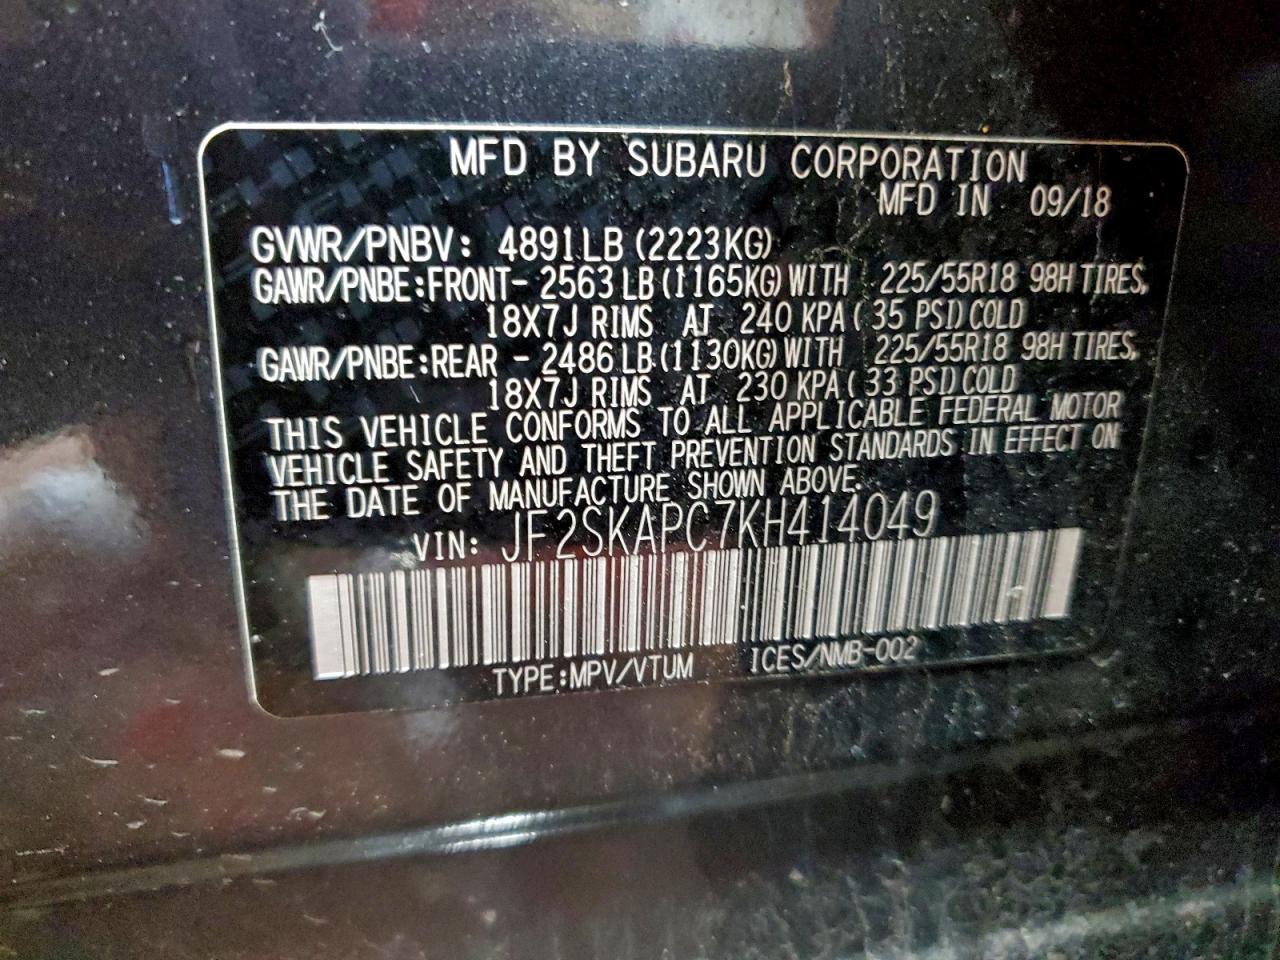 MFD BY SUBARU CORPORATION
MFD IN 09/18
GVWR/PNBV: 4891LB (2223KG)
GAWR/PNBE:FRONT- 2563LB (1165KG) WITH 225/55R18 98H TIRES,
18X7J RIMS AT 240 KPA ( 35 PSI) COLD
GAWR/PNBE:REAR - 2486LB (1130KG) WITH 225/55R18 98H TIRES,
18X7J RIMS AT 230 KPA ( 33 PSI) COLD
THIS VEHICLE CONFORMS TO ALL APPLICABLE FEDERAL MOTOR
VEHICLE SAFETY AND THEFT PREVENTION STANDARDS IN EFFECT ON
THE DATE OF MANUFACTURE SHOWN ABOVE.
VIN: JF2SKAPC7KH414049
TYPE:MPV/VTUM ICES/NMB-002